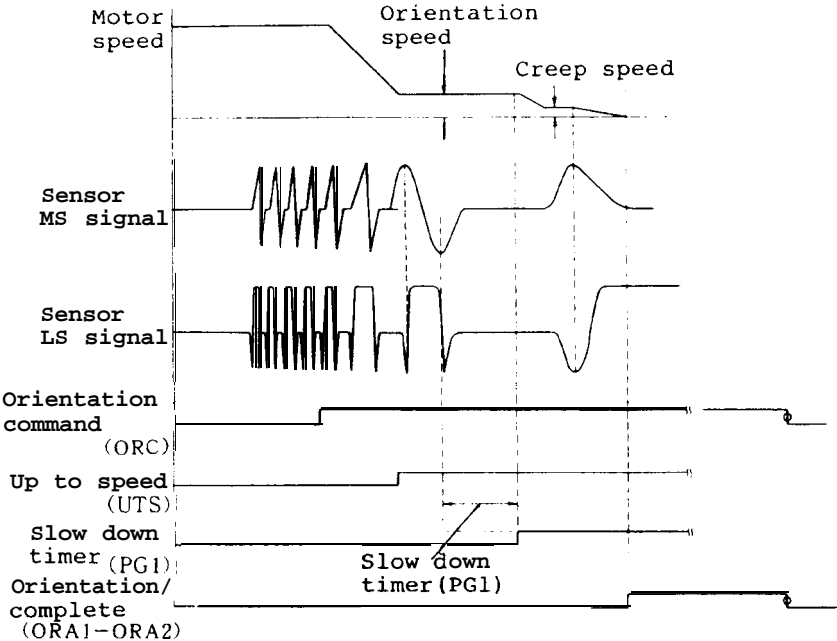 Motor
speed
Orientation
speed
Creep speed
Sensor
MS signal
Sensor
LS signal
Orientation
command
(ORC)
Up to speed
(UTS)
Slow down
timer (PG1)
Slow down
timer(PG1)
Orientation/
complete
(ORA1-ORA2)